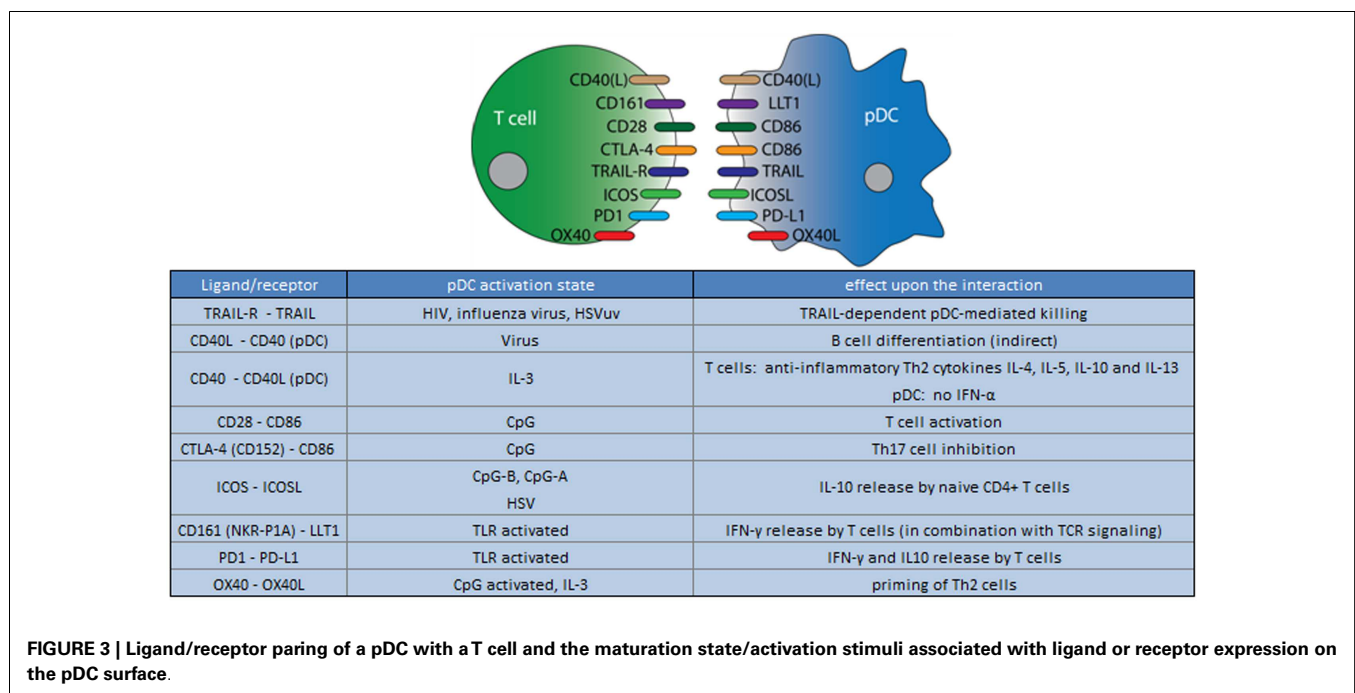 CD40(L) CD40(L)
CD161 LLT1
T cell pDC
CD28 CD86
CTLA-4 CD86
TRAIL-R TRAIL
ICOS ICOSL
PD1 PD-L1
OX40 OX40L
Ligand/receptor pDC activation state effect upon the interaction
TRAIL-R - TRAIL HIV, influenza virus, HSVuv TRAIL-dependent pDC-mediated killing
CD40L - CD40 (pDC) Virus B cell differentiation (indirect)
CD40 - CD40L (pDC) IL-3 T cells: anti-inflammatory Th2 cytokines IL-4, IL-5, IL-10 and IL-13
pDC: no IFN-α
CD28 - CD86 CpG T cell activation
CTLA-4 (CD152) - CD86 CpG Th17 cell inhibition
ICOS - ICOSL CpG-B, CpG-A IL-10 release by naive CD4+ T cells
HSV
CD161 (NKR-P1A) - LLT1 TLR activated IFN-γ release by T cells (in combination with TCR signaling)
PD1 - PD-L1 TLR activated IFN-γ and IL10 release by T cells
OX40 - OX40L CpG activated, IL-3 priming of Th2 cells
FIGURE 3 | Ligand/receptor paring of a pDC with a T cell and the maturation state/activation stimuli associated with ligand or receptor expression on
the pDC surface.